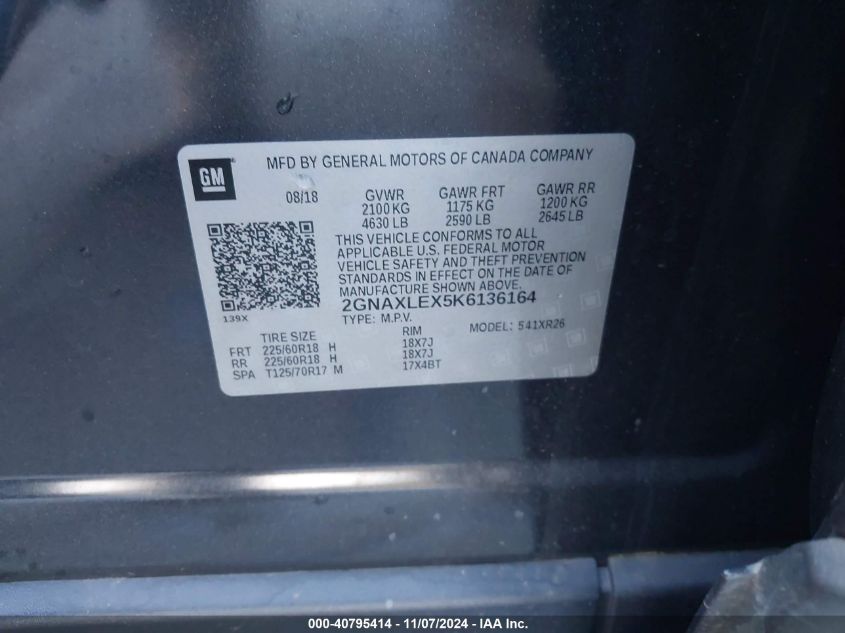 GM
MFD BY GENERAL MOTORS OF CANADA COMPANY
08/18 GVWR GAWR FRT GAWR RR
2100 KG 1175 KG 1200 KG
4630 LB 2590 LB 2645 LB
THIS VEHICLE CONFORMS TO ALL
APPLICABLE U.S. FEDERAL MOTOR
VEHICLE SAFETY AND THEFT PREVENTION
STANDARDS IN EFFECT ON THE DATE OF
MANUFACTURE SHOWN ABOVE.
139X 2GNAXLEX5K6136164
TYPE: M.P.V. MODEL: 541XR26
TIRE SIZE RIM
FRT 225/60R18 H 18X7J
RR 225/60R18 H 18X7J
SPA T125/70R17 M 17X4BT
000-40795414 - 11/07/2024 - IAA Inc.